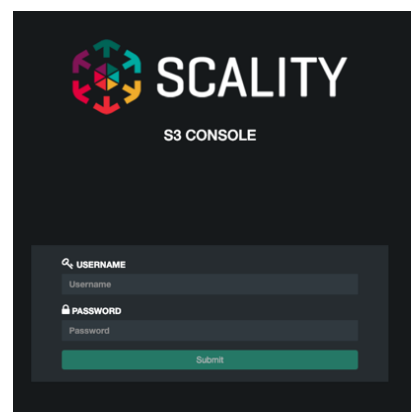 SCALITY
S3 CONSOLE
USERNAME
Username
PASSWORD
Password
Submit